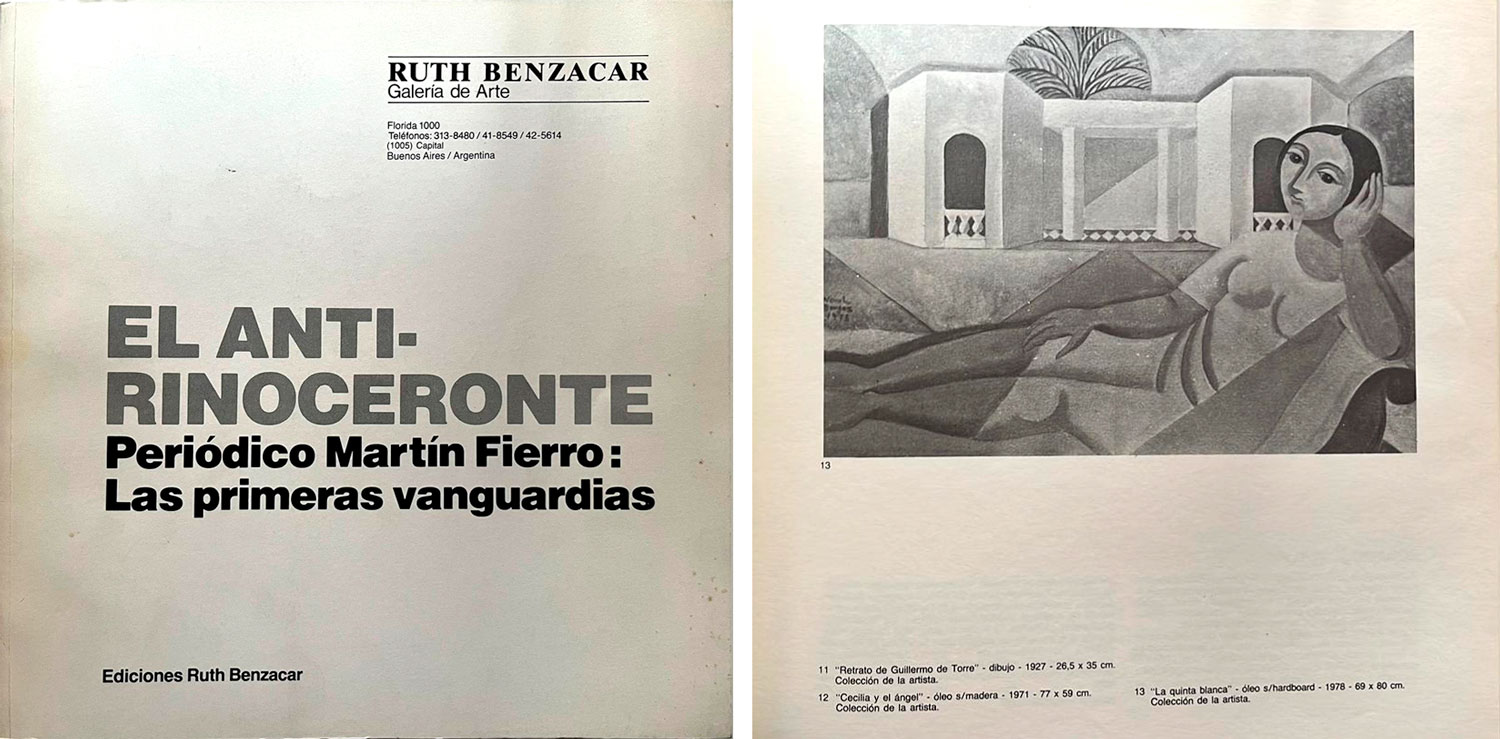 RUTH BENZACAR
Galería de Arte
Florida 1000
Teléfonos: 313-8480 / 41-8549 / 42-5614
(1005) Capital
Buenos Aires / Argentina
EL ANTI-
RINOCERONTE
Periódico Martín Fierro:
Las primeras vanguardias
Ediciones Ruth Benzacar
Norah
Borges
1978
13
11 "Retrato de Guillermo de Torre" - dibujo - 1927 - 26,5 x 35 cm.
Colección de la artista.
12 "Cecilia y el ángel" - óleo s/madera - 1971 - 77 x 59 cm.
Colección de la artista.
13 "La quinta blanca" - óleo s/hardboard - 1978 - 69 x 80 cm.
Colección de la artista.